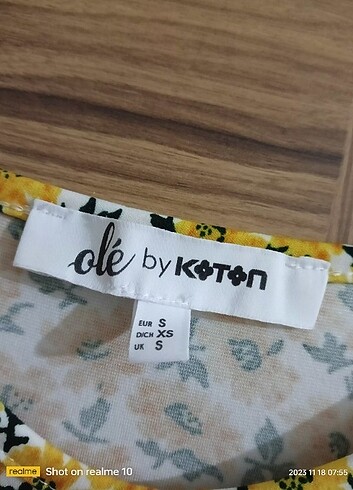 olé by KOTON
EUR S
D/CH XS
UK S
realme Shot on realme 10
2023 11 18 07:55